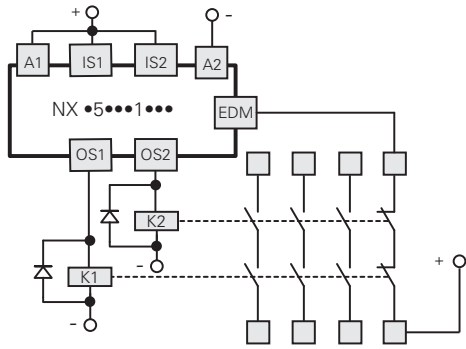 + -
A1 IS1 IS2 A2
NX •5•••1•••
EDM
OS1 OS2
K2
-
+
K1
-